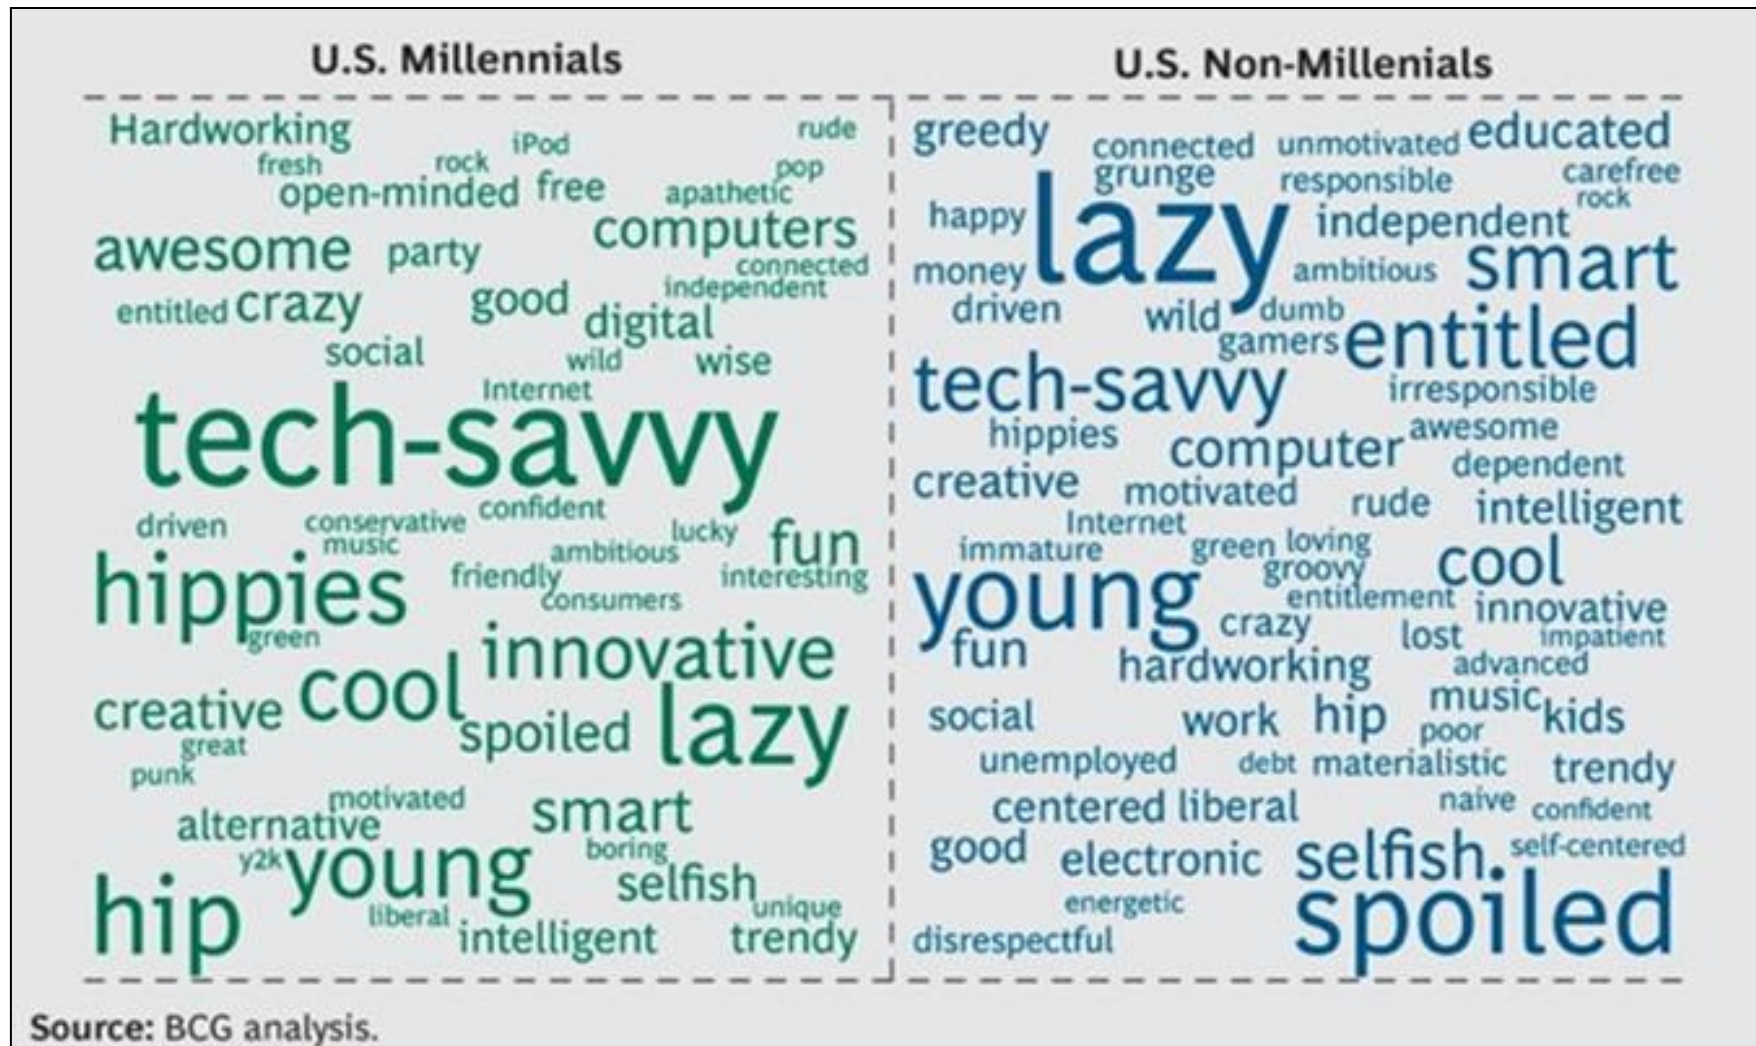 U.S. Millennials
Hardworking
iPod
rude
fresh
rock
pop
open-minded
free
apathetic
computers
awesome
party
connected
independent
entitled
crazy
good
digital
social
wild
wise
Internet
tech-savvy
confident
driven
conservative
lucky
fun
music
ambitious
hippies
friendly
interesting
consumers
green
innovative
cool
creative
lazy
spoiled
great
punk
motivated
smart
alternative
y2k
young
boring
selfish
hip
liberal
unique
intelligent
trendy
U.S. Non-Millenials
greedy
connected
unmotivated
educated
grunge
responsible
carefree
rock
happy
lazy
independent
smart
money
ambitious
driven
wild
dumb
gamers
entitled
tech-savvy
irresponsible
hippies
computer
awesome
dependent
creative
motivated
rude
intelligent
Internet
immature
green
loving
cool
groovy
young
entitlement
innovative
crazy
lost
impatient
fun
hardworking
advanced
music
social
work
hip
poor
kids
unemployed
debt
materialistic
trendy
centered
liberal
naive
confident
good
electronic
selfish.
self-centered
energetic
spoiled
disrespectful
Source: BCG analysis.